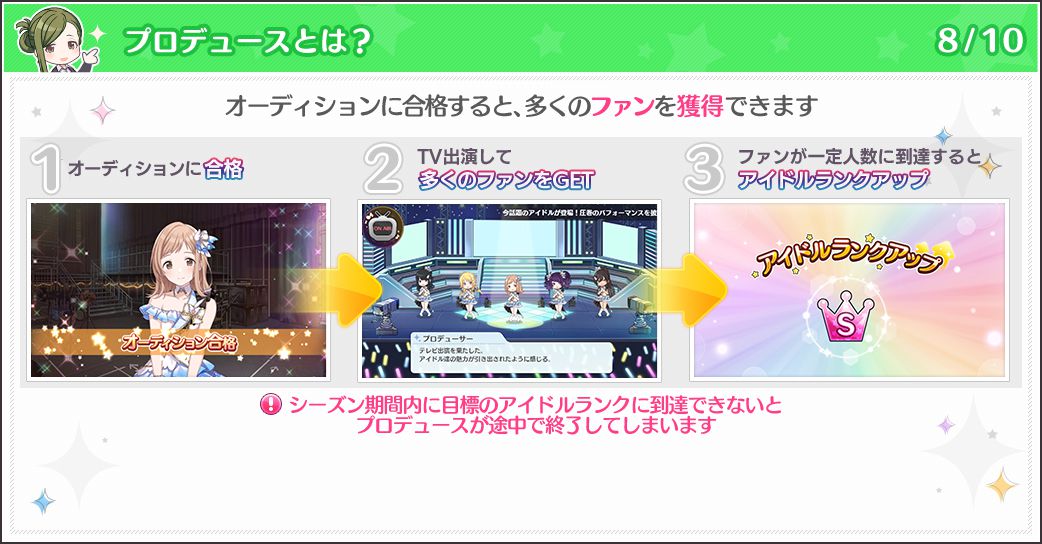 プロデュースとは?
8/10
オーディションに合格すると、多くのファンを獲得できます
1 オーディションに合格
2 TV出演して
多くのファンをGET
3 ファンが一定人数に到達すると
アイドルランクアップ
オーディション合格
ON AIR
今話題のアイドルが登場!圧巻のパフォーマンスを披
プロデューサー
テレビ出演を果たした。
アイドル達の魅力が引き出されたように感じる。
アイドルランクアップ
S
! シーズン期間内に目標のアイドルランクに到達できないと
プロデュースが途中で終了してしまいます